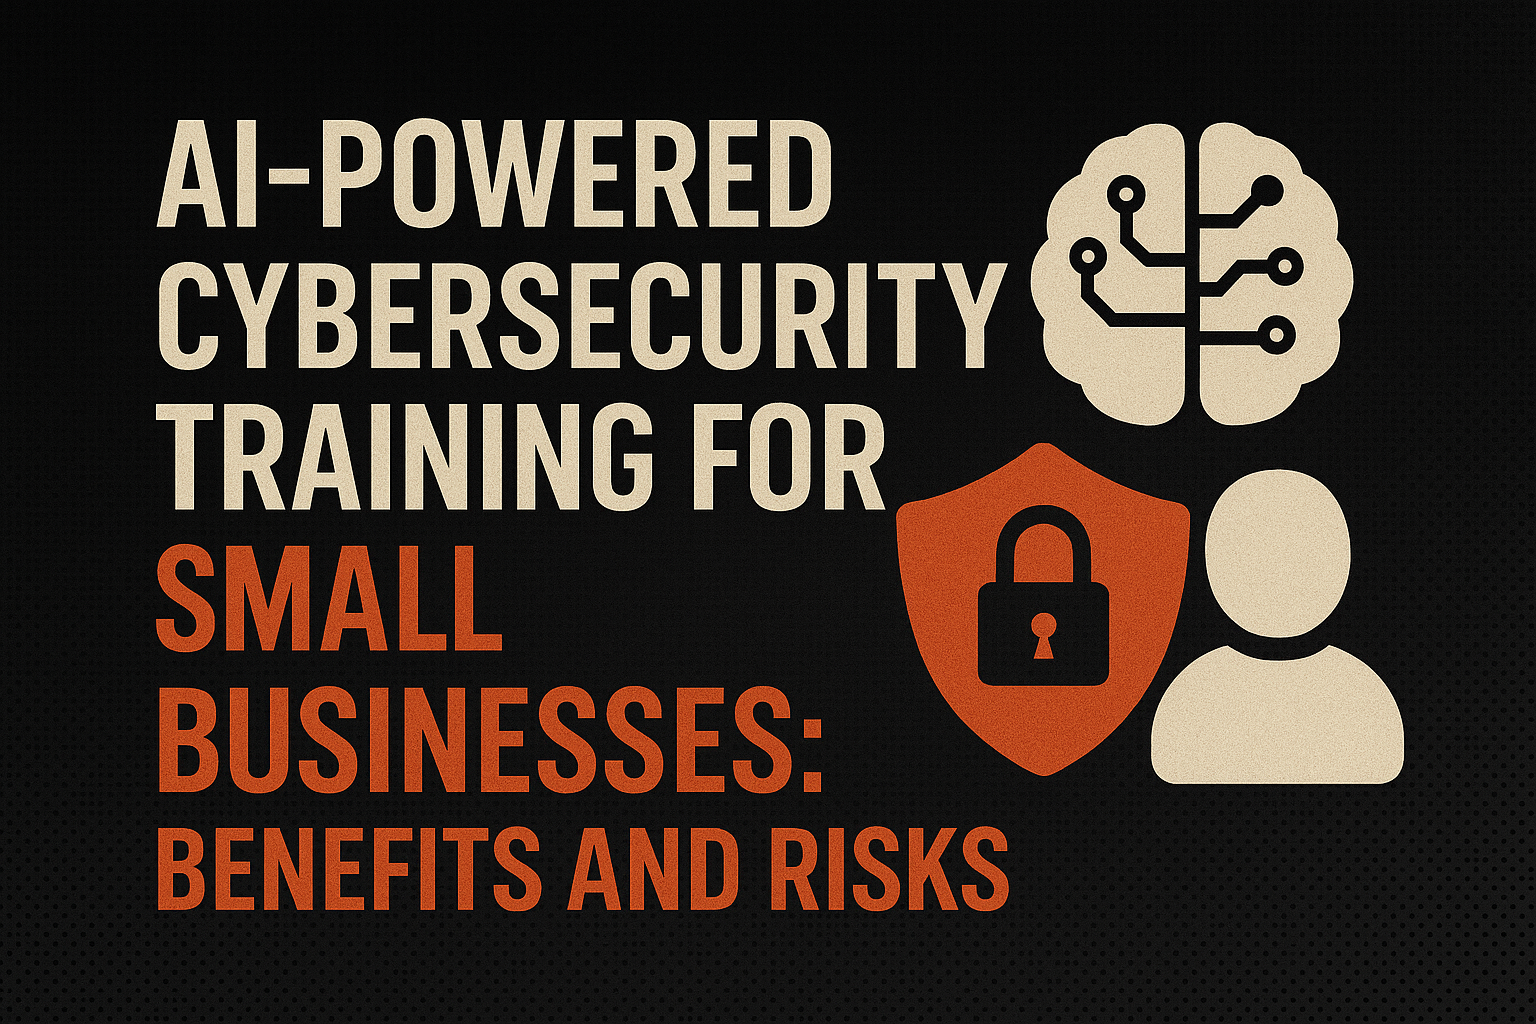 AI-POWERED
CYBERSECURITY
TRAINING FOR
SMALL
BUSINESSES:
BENEFITS AND RISKS